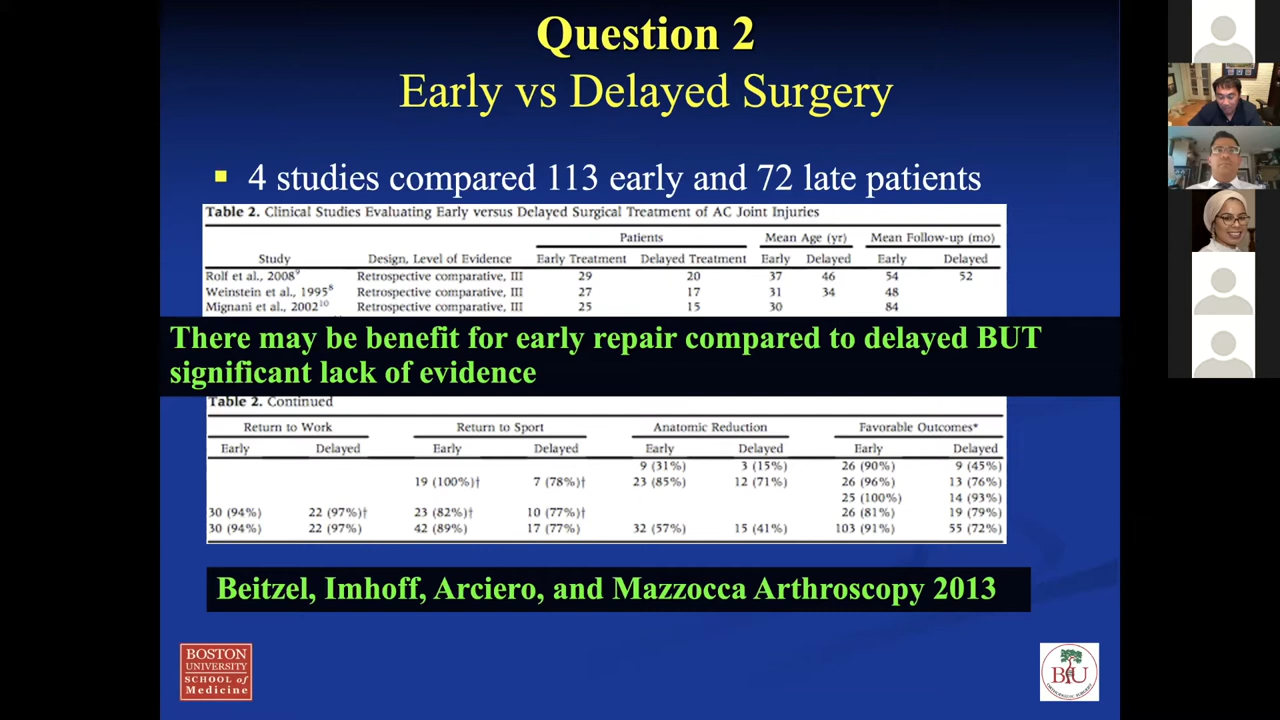 Question 2
Early vs Delayed Surgery
4 studies compared 113 early and 72 late patients
Table 2. Clinical Studies Evaluating Early versus Delayed Surgical Treatment of AC Joint Injuries
Patients Mean Age (yr) Mean Follow-up (mo)
Study Design, Level of Evidence Early Treatment Delayed Treatment Early Delayed Early Delayed
Rolf et al., 2008⁹ Retrospective comparative, III 29 20 37 46 54 52
Weinstein et al., 1995⁸ Retrospective comparative, III 27 17 31 34 48
Mignani et al., 2002¹⁰ Retrospective comparative, III 25 15 30 84
There may be benefit for early repair compared to delayed BUT
significant lack of evidence
Table 2. Continued
Return to Work Return to Sport Anatomic Reduction Favorable Outcomes*
Early Delayed Early Delayed Early Delayed Early Delayed
9 (31%) 3 (15%) 26 (90%) 9 (45%)
19 (100%)† 7 (78%)† 23 (85%) 12 (71%) 26 (96%) 13 (76%)
25 (100%) 14 (93%)
30 (94%) 22 (97%)† 23 (82%)† 10 (77%)† 26 (81%) 19 (79%)
30 (94%) 22 (97%) 42 (89%) 17 (77%) 32 (57%) 15 (41%) 103 (91%) 55 (72%)
Beitzel, Imhoff, Arciero, and Mazzocca Arthroscopy 2013
BOSTON
UNIVERSITY
SCHOOL of
Medicine
BU